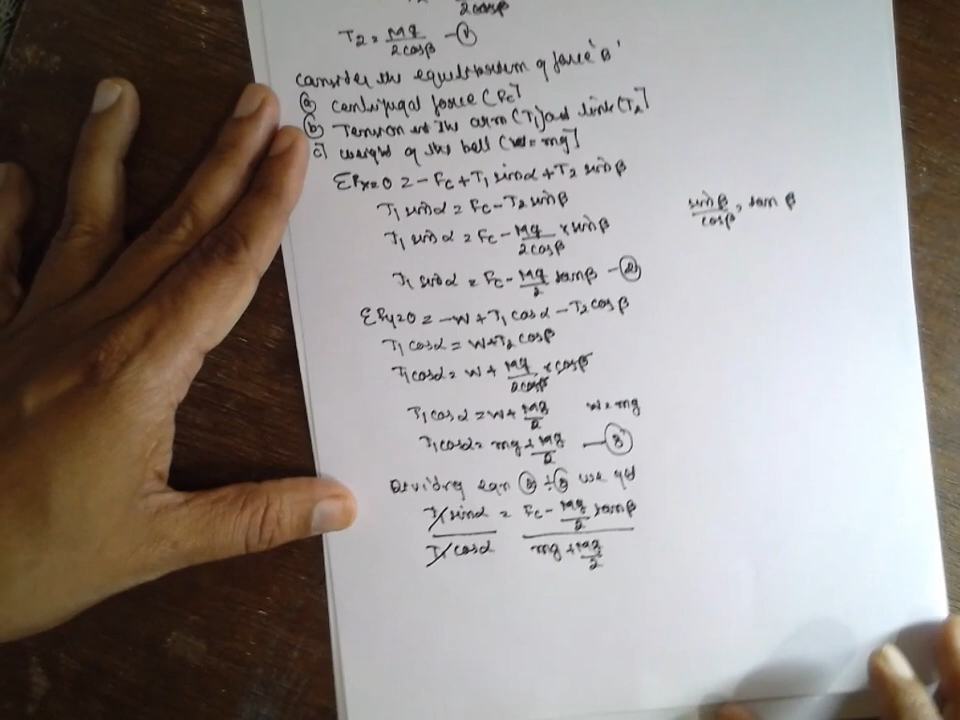 2cosβ
T2 = Mg/2cosβ —①
consider the equilibrium of force 'B'
ⓐ centrifugal force (Fc]
ⓑ Tension in the arm (T1) and link (T2]
c] weight of the ball (w = mg]
ΣFx=0 = -Fc + T1 sinα + T2 sinβ
T1 sinα = Fc - T2 sinβ
T1 sinα = Fc - Mg/2cosβ × sinβ
sinβ/cosβ = tanβ
T1 sinα = Fc - Mg/2 tanβ —②
ΣFy=0 = -W + T1 cosα - T2 cosβ
T1 cosα = W+T2 cosβ
T1 cosα = W + Mg/2cosβ × cosβ
T1 cosα = W + Mg/2 W = mg
T1 cosα = mg + Mg/2 —③
Dividing eqn ② ÷ ③ we get
T1 sinα / T1 cosα = Fc - Mg/2 tanβ / mg + Mg/2